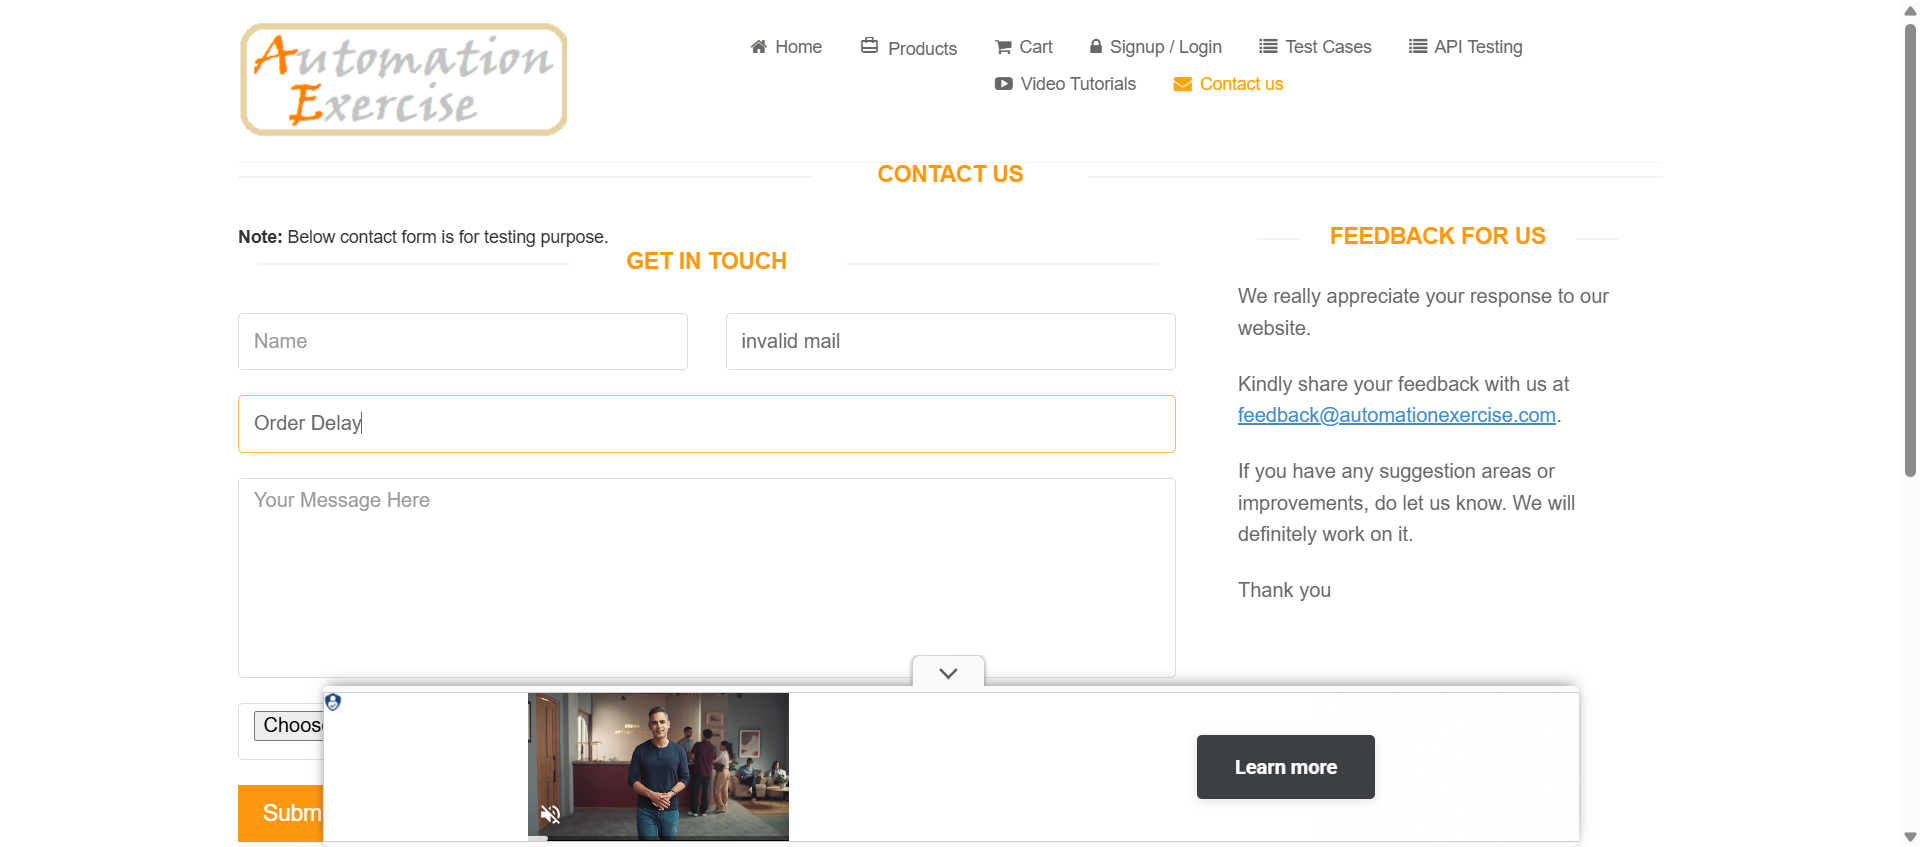 Automation
Exercise
Home
Products
Cart
Signup / Login
Test Cases
API Testing
Video Tutorials
Contact us
CONTACT US
Note: Below contact form is for testing purpose.
GET IN TOUCH
Name
invalid mail
Order Delay
Your Message Here
Choos
Subm
FEEDBACK FOR US
We really appreciate your response to our
website.
Kindly share your feedback with us at
feedback@automationexercise.com.
If you have any suggestion areas or
improvements, do let us know. We will
definitely work on it.
Thank you
Learn more